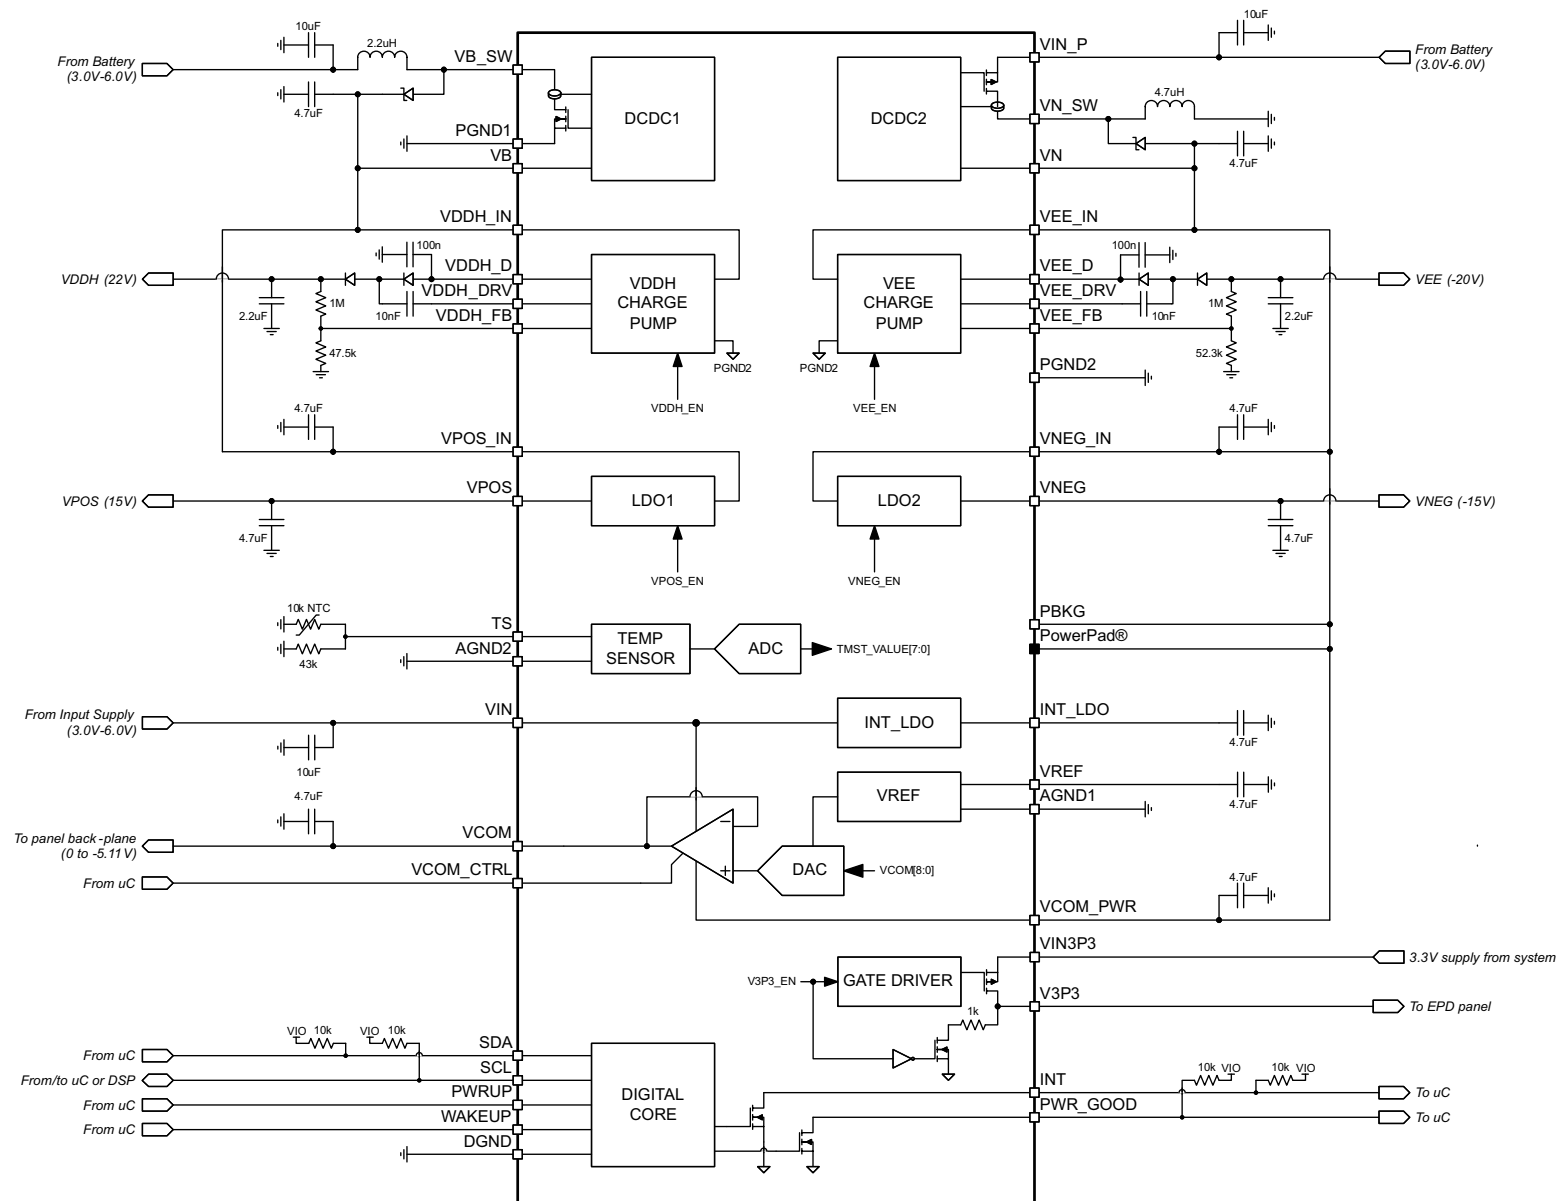 10uF
2.2uH
From Battery
(3.0V-6.0V)
4.7uF
VB_SW
PGND1
VB
DCDC1
DCDC2
VIN_P
10uF
From Battery
(3.0V-6.0V)
VN_SW
4.7uH
VN
4.7uF
VDDH_IN
100n
VDDH_D
VDDH (22V)
VDDH_DRV
1M
2.2uF
10nF
VDDH_FB
47.5k
VDDH
CHARGE
PUMP
PGND2
VDDH_EN
VEE
CHARGE
PUMP
PGND2
VEE_EN
VEE_IN
100n
VEE_D
VEE (-20V)
VEE_DRV
1M
10nF
2.2uF
VEE_FB
52.3k
PGND2
4.7uF
VPOS_IN
VPOS
VPOS (15V)
4.7uF
LDO1
VPOS_EN
LDO2
VNEG_EN
VNEG_IN
4.7uF
VNEG
VNEG (-15V)
4.7uF
10k NTC
43k
TS
AGND2
TEMP
SENSOR
ADC
TMST_VALUE[7:0]
PBKG
PowerPad®
From Input Supply
(3.0V-6.0V)
VIN
10uF
INT_LDO
INT_LDO
4.7uF
VREF
VREF
4.7uF
AGND1
4.7uF
VCOM
To panel back-plane
(0 to -5.11V)
VCOM_CTRL
From uC
DAC
VCOM[8:0]
VCOM_PWR
4.7uF
VIN3P3
3.3V supply from system
V3P3_EN
GATE DRIVER
V3P3
To EPD panel
1k
VIO
10k
VIO
10k
SDA
From uC
SCL
From/to uC or DSP
PWRUP
From uC
WAKEUP
From uC
DGND
DIGITAL
CORE
INT
10k
VIO
10k
VIO
To uC
PWR_GOOD
To uC